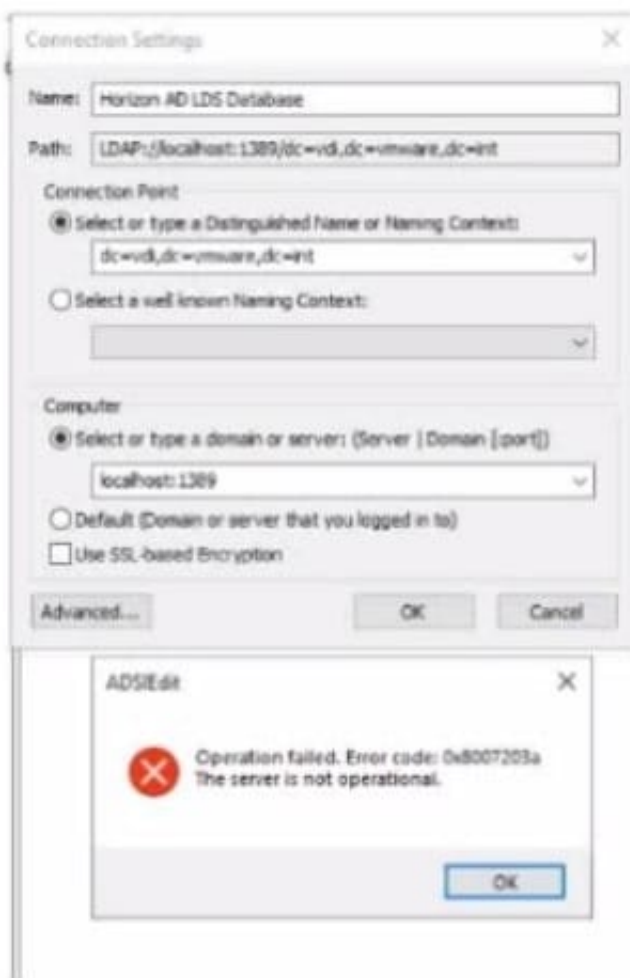 Connection Settings
Name: Horizon AD LDS Database
Path: LDAP://localhost:1389/dc=vdi,dc=vmware,dc=int
Connection Point
Select or type a Distinguished Name or Naming Context:
dc=vdi,dc=vmware,dc=int
Select a well known Naming Context:
Computer
Select or type a domain or server: (Server | Domain [:port])
localhost:1389
Default (Domain or server that you logged in to)
Use SSL-based Encryption
Advanced...
OK
Cancel
ADSIEdit
Operation failed. Error code: 0x8007203a
The server is not operational.
OK